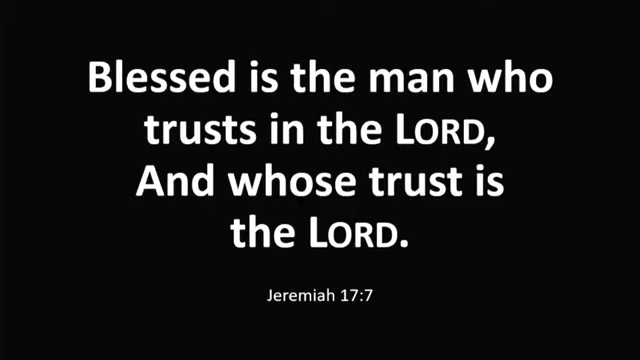 Blessed is the man who
trusts in the LORD,
And whose trust is
the LORD.
Jeremiah 17:7